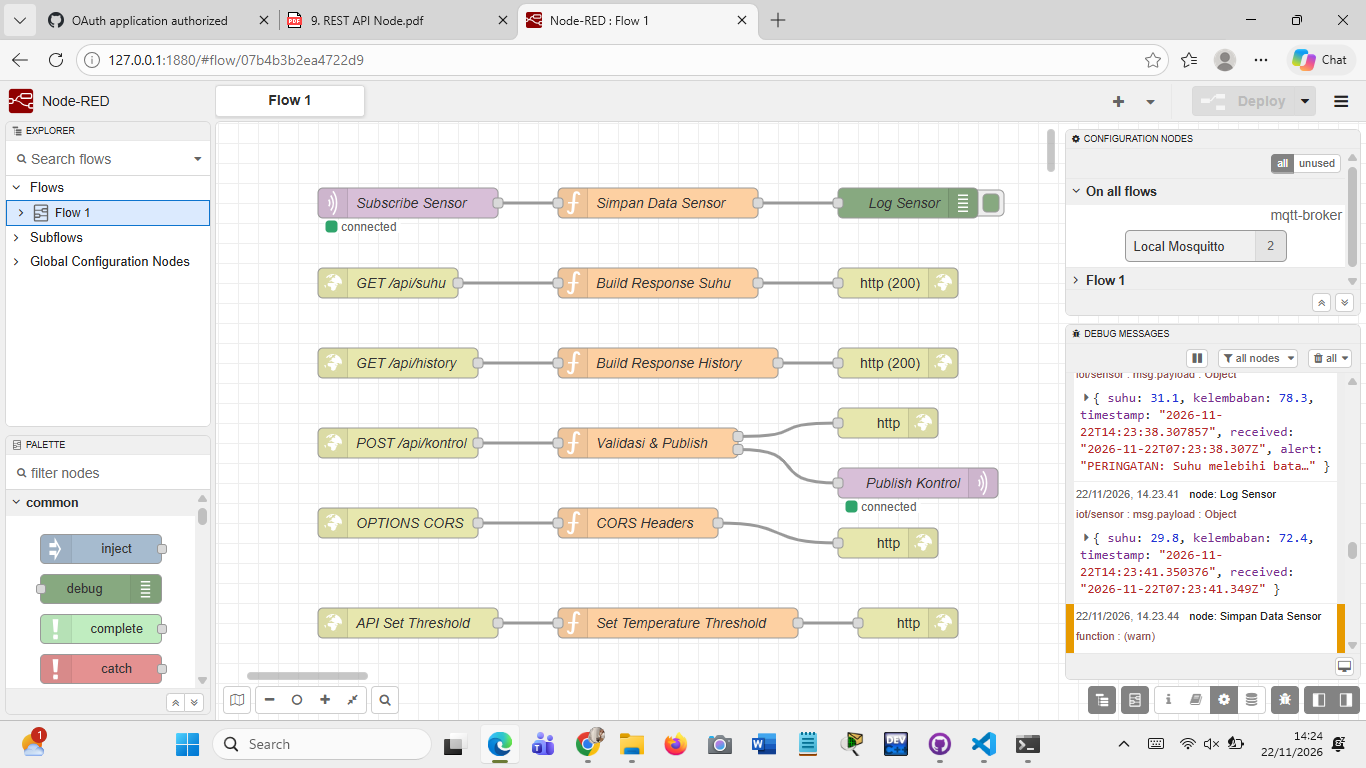 OAuth application authorized
9. REST API Node.pdf
Node-RED : Flow 1
127.0.0.1:1880/#flow/07b4b3b2ea4722d9
Chat
Node-RED
Flow 1
Deploy
EXPLORER
Search flows
Flows
Flow 1
Subflows
Global Configuration Nodes
PALETTE
filter nodes
common
inject
debug
complete
catch
Subscribe Sensor
connected
Simpan Data Sensor
Log Sensor
GET /api/suhu
Build Response Suhu
http (200)
GET /api/history
Build Response History
http (200)
POST /api/kontrol
Validasi & Publish
http
Publish Kontrol
connected
OPTIONS CORS
CORS Headers
http
API Set Threshold
Set Temperature Threshold
http
CONFIGURATION NODES
all unused
On all flows
mqtt-broker
Local Mosquitto 2
Flow 1
DEBUG MESSAGES
all nodes all
iot/sensor : msg.payload : Object
{ suhu: 31.1, kelembaban: 78.3,
timestamp: "2026-11-
22T14:23:38.307857", received:
"2026-11-22T07:23:38.307Z", alert:
"PERINGATAN: Suhu melebihi bata…" }
22/11/2026, 14.23.41 node: Log Sensor
iot/sensor : msg.payload : Object
{ suhu: 29.8, kelembaban: 72.4,
timestamp: "2026-11-
22T14:23:41.350376", received:
"2026-11-22T07:23:41.349Z" }
22/11/2026, 14.23.44 node: Simpan Data Sensor
function : (warn)
1
Search
DEV
14:24
22/11/2026